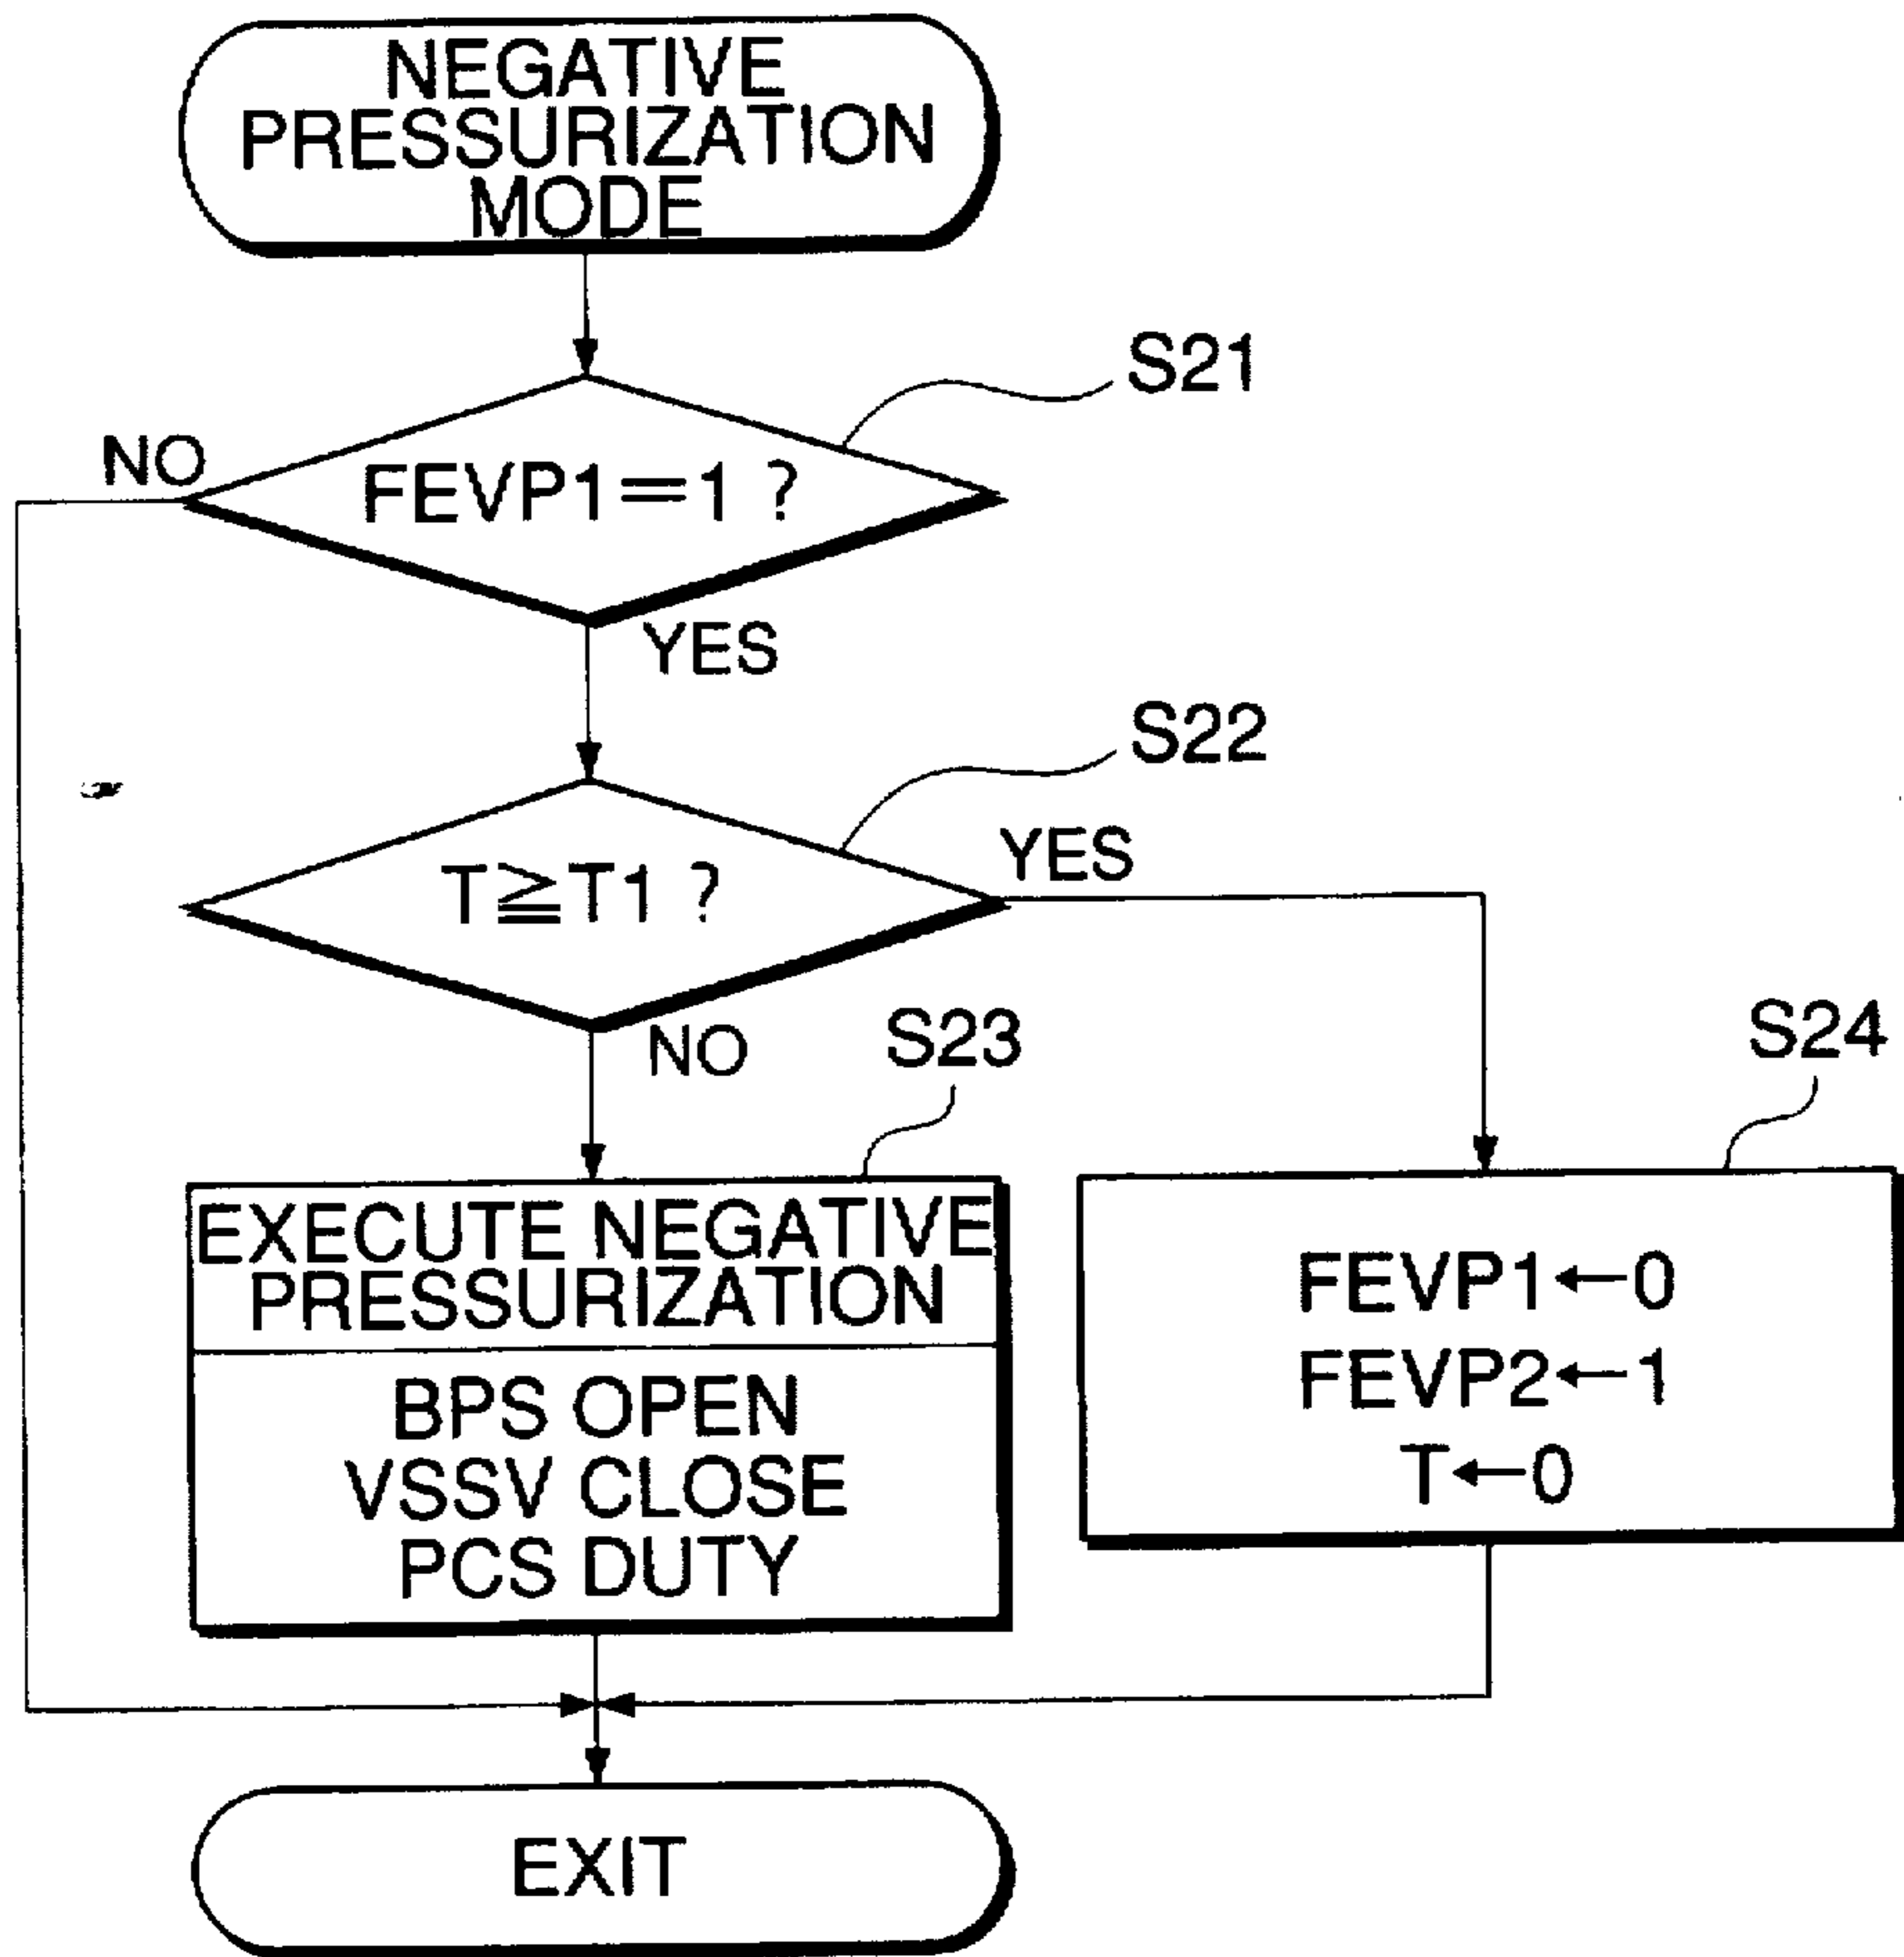 NEGATIVE
PRESSURIZATION
MODE
S21
NO
FEVP1=1 ?
YES
S22
T≧T1 ?
YES
NO
S23
S24
EXECUTE NEGATIVE
PRESSURIZATION
BPS OPEN
VSSV CLOSE
PCS DUTY
FEVP1←0
FEVP2←1
T←0
EXIT